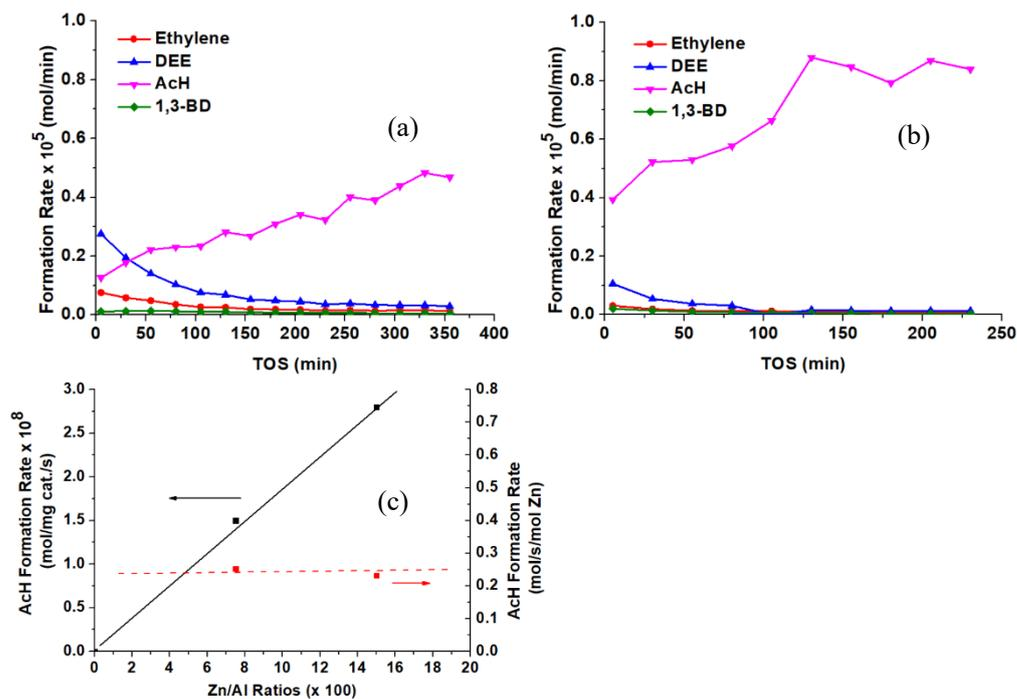 Formation Rate x 10^5 (mol/min)
1.0
0.8
0.6
0.4
0.2
0.0
Ethylene
DEE
AcH
1,3-BD
(a)
0 50 100 150 200 250 300 350 400
TOS (min)
Formation Rate x 10^5 (mol/min)
1.0
0.8
0.6
0.4
0.2
0.0
Ethylene
DEE
AcH
1,3-BD
(b)
0 50 100 150 200 250
TOS (min)
AcH Formation Rate x 10^8
(mol/mg cat./s)
3.0
2.5
2.0
1.5
1.0
0.5
0.0
(c)
0.8
0.7
0.6
0.5
0.4
0.3
0.2
0.1
0.0
AcH Formation Rate
(mol/s/mol Zn)
0 2 4 6 8 10 12 14 16 18 20
Zn/Al Ratios (x 100)